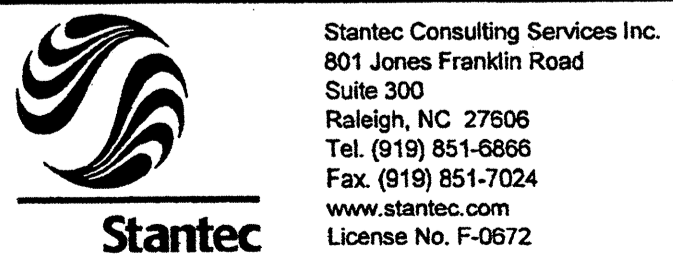 Stantec Consulting Services Inc.
801 Jones Franklin Road
Suite 300
Raleigh, NC 27606
Tel. (919) 851-6866
Fax. (919) 851-7024
www.stantec.com
License No. F-0672
Stantec